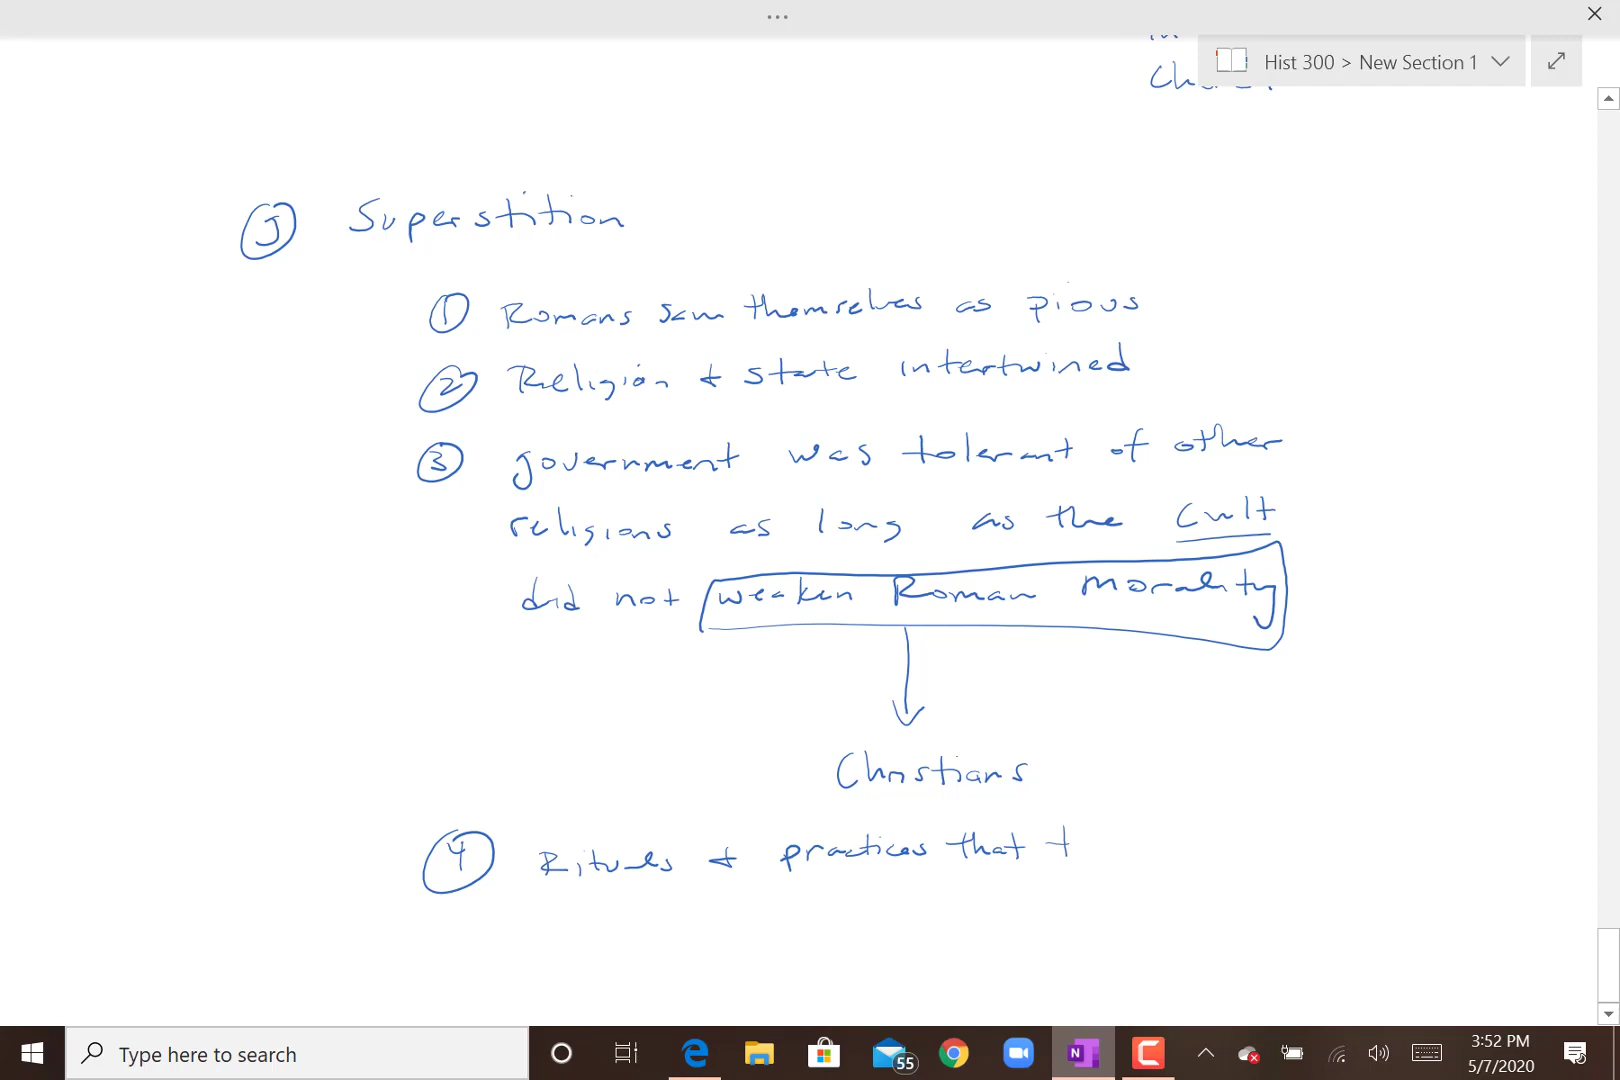 Hist 300 > New Section 1
J Superstition
1 Romans saw themselves as pious
2 Religion + state intertwined
3 government was tolerant of other
religions as long as the cult
did not weaken Roman morality
Christians
4 Rituals + practices that t
Type here to search
55
N
3:52 PM
5/7/2020